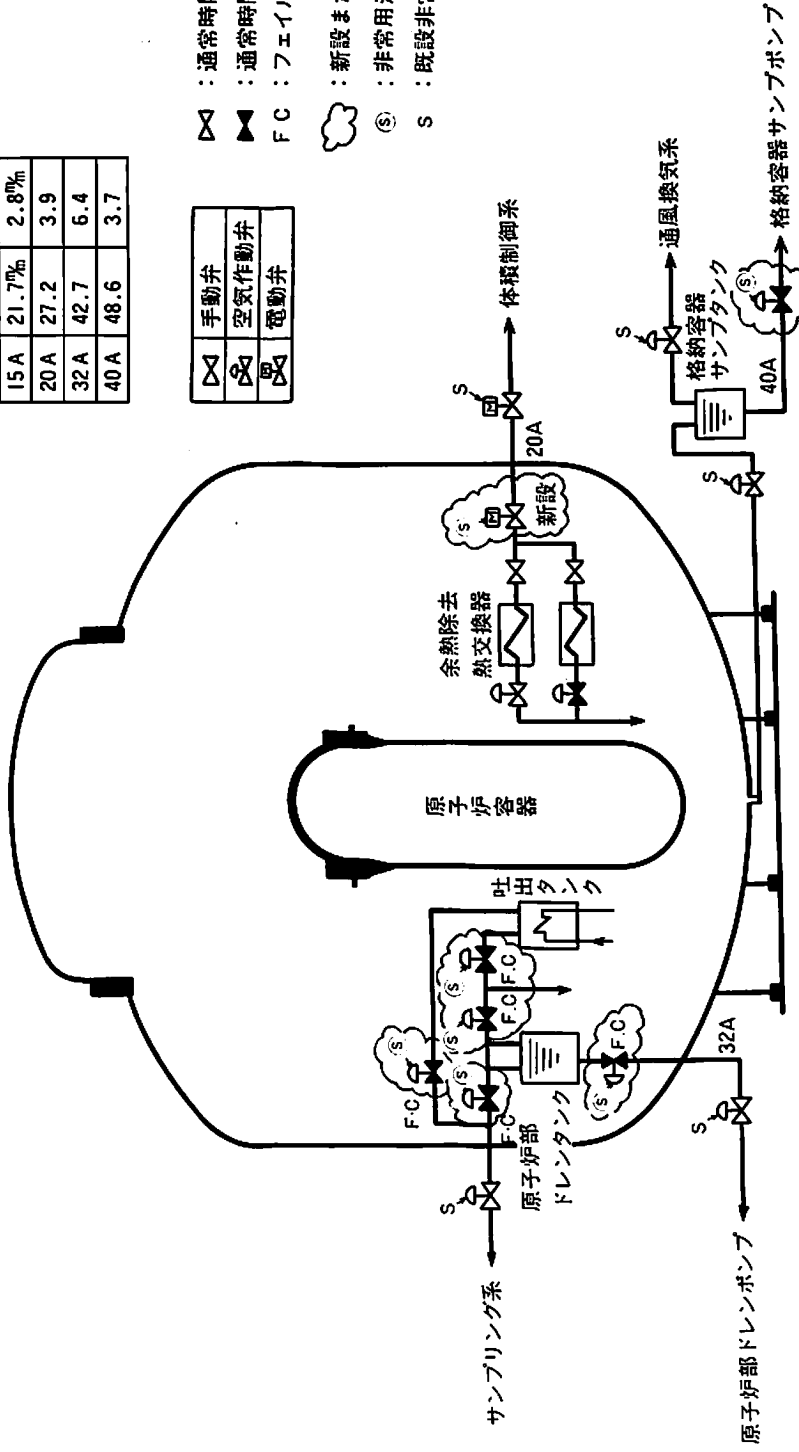 15A 21.7㎜ 2.8㎜
20A 27.2 3.9
32A 42.7 6.4
40A 48.6 3.7
手動弁
空気作動弁
電動弁
:通常時
:通常時
FC :フェイ
:新設ま
Ⓢ :非常用
S :既設非常
サンプリング系
S
F·C
F·C
Ⓢ
Ⓢ
Ⓢ
F.C
Ⓢ
F.C
吐出タンク
原子炉部
ドレンタンク
Ⓢ
F.C
32A
S
原子炉部ドレンポンプ
原子炉容器
余熱除去
熱交換器
Ⓢ
M
新設
S
M
20A
体積制御系
S
S
通風換気系
格納容器
サンプタンク
40A
Ⓢ
格納容器サンプポンプ